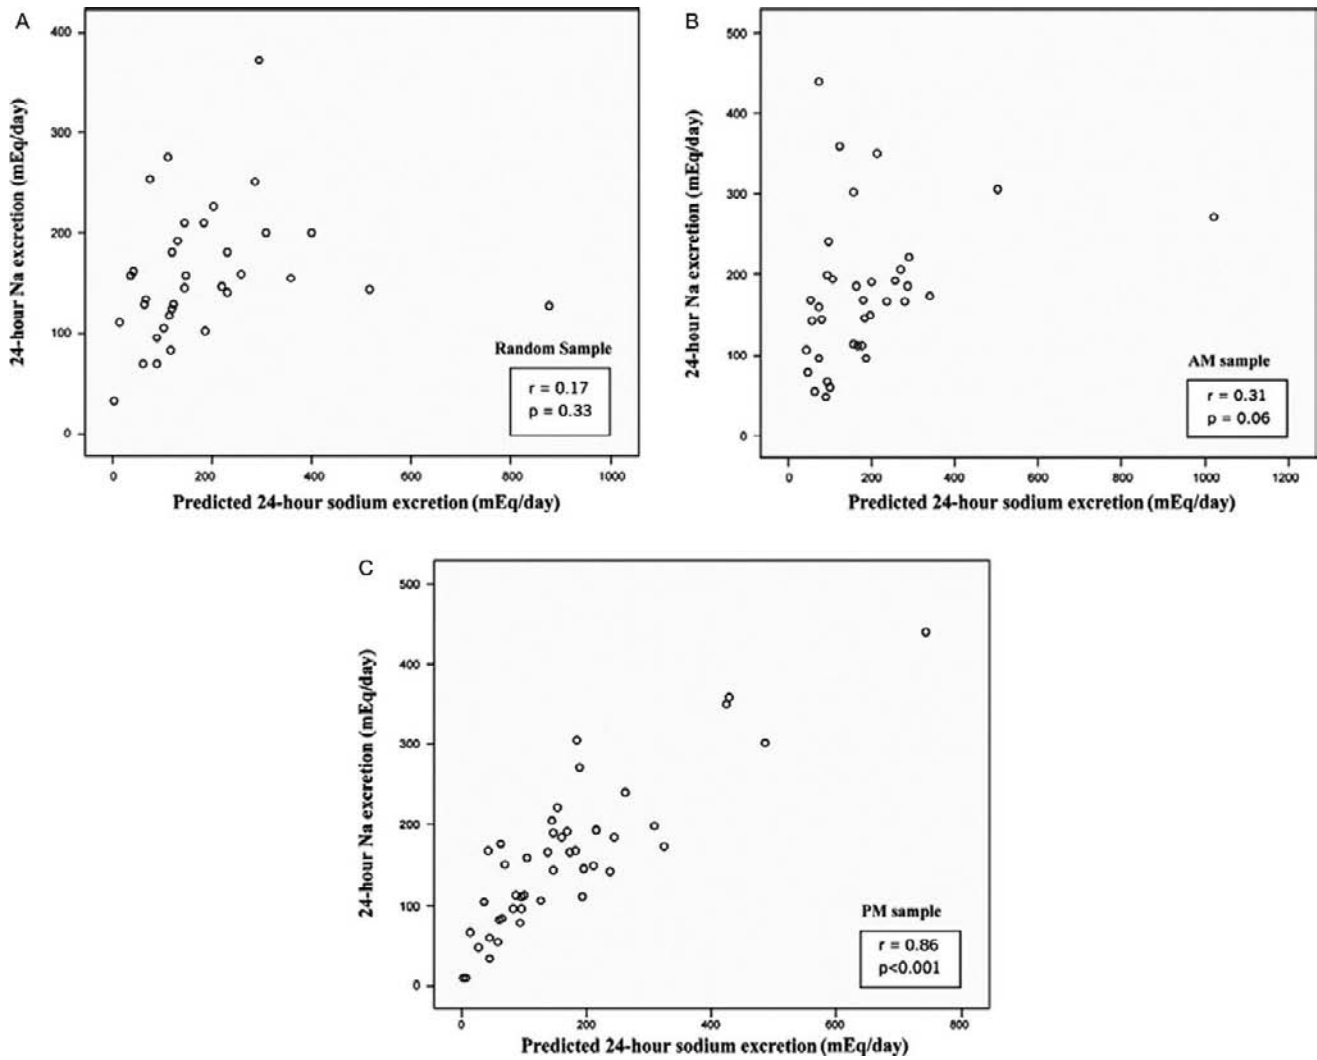 A
24-hour Na excretion (mEq/day)
400
300
200
100
0
Random Sample
r = 0.17
p = 0.33
0 200 400 600 800 1000
Predicted 24-hour sodium excretion (mEq/day)
B
24-hour Na excretion (mEq/day)
500
400
300
200
100
0
AM sample
r = 0.31
p = 0.06
0 200 400 600 800 1000 1200
Predicted 24-hour sodium excretion (mEq/day)
C
24-hour Na excretion (mEq/day)
500
400
300
200
100
0
PM sample
r = 0.86
p<0.001
0 200 400 600 800
Predicted 24-hour sodium excretion (mEq/day)